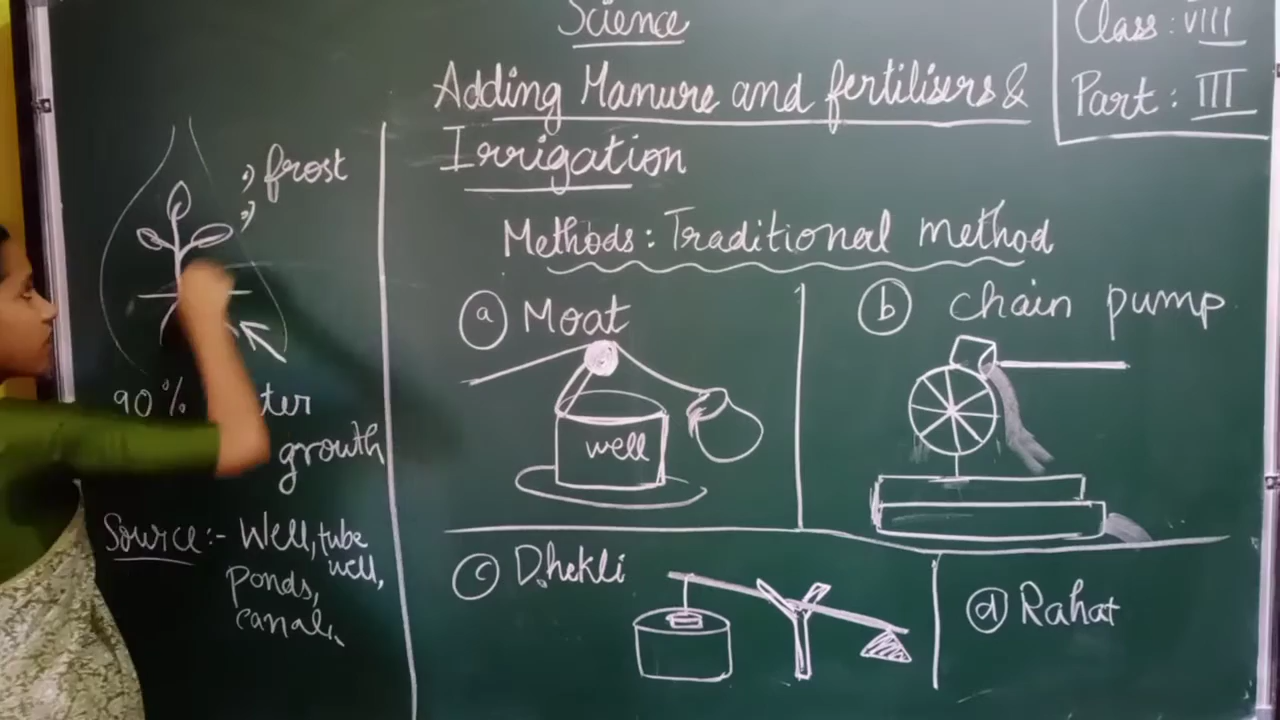 Science
Class : VIII
Part : III
Adding Manure and fertilisers &
Irrigation
Methods : Traditional method
frost
90%
growth
Source :- Well, tube
well,
Ponds,
canal
a Moat
well
b Chain pump
c Dhekli
d Rahat